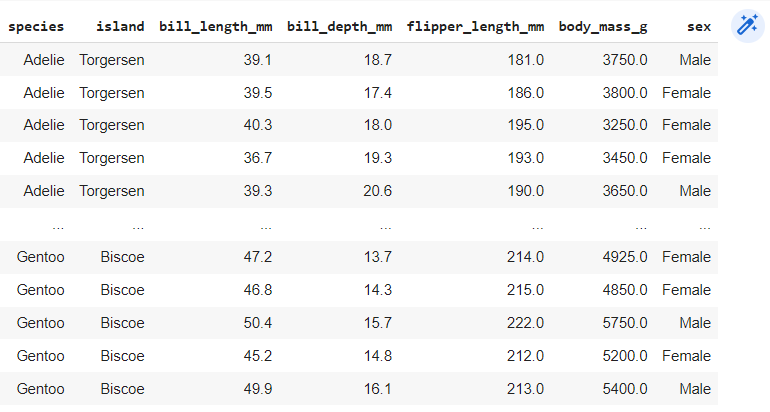 species island bill_length_mm bill_depth_mm flipper_length_mm body_mass_g sex
Adelie Torgersen 39.1 18.7 181.0 3750.0 Male
Adelie Torgersen 39.5 17.4 186.0 3800.0 Female
Adelie Torgersen 40.3 18.0 195.0 3250.0 Female
Adelie Torgersen 36.7 19.3 193.0 3450.0 Female
Adelie Torgersen 39.3 20.6 190.0 3650.0 Male
... ... ... ... ... ... ...
Gentoo Biscoe 47.2 13.7 214.0 4925.0 Female
Gentoo Biscoe 46.8 14.3 215.0 4850.0 Female
Gentoo Biscoe 50.4 15.7 222.0 5750.0 Male
Gentoo Biscoe 45.2 14.8 212.0 5200.0 Female
Gentoo Biscoe 49.9 16.1 213.0 5400.0 Male